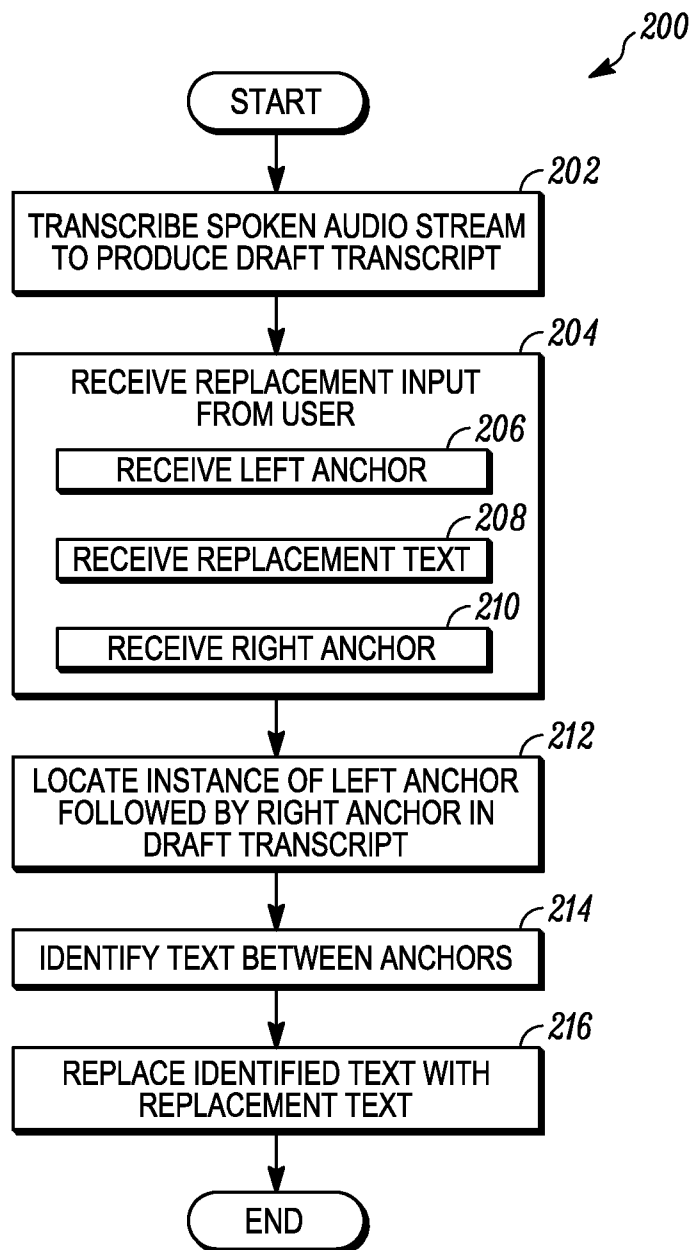 200
START
202
TRANSCRIBE SPOKEN AUDIO STREAM
TO PRODUCE DRAFT TRANSCRIPT
204
RECEIVE REPLACEMENT INPUT
FROM USER
206
RECEIVE LEFT ANCHOR
208
RECEIVE REPLACEMENT TEXT
210
RECEIVE RIGHT ANCHOR
212
LOCATE INSTANCE OF LEFT ANCHOR
FOLLOWED BY RIGHT ANCHOR IN
DRAFT TRANSCRIPT
214
IDENTIFY TEXT BETWEEN ANCHORS
216
REPLACE IDENTIFIED TEXT WITH
REPLACEMENT TEXT
END